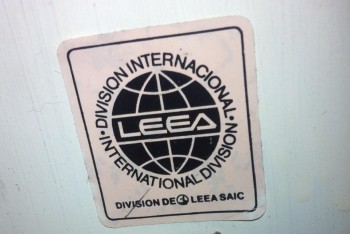 • DIVISION INTERNACIONAL •
LEEA
INTERNATIONAL DIVISION
DIVISION DE LEEA SAIC